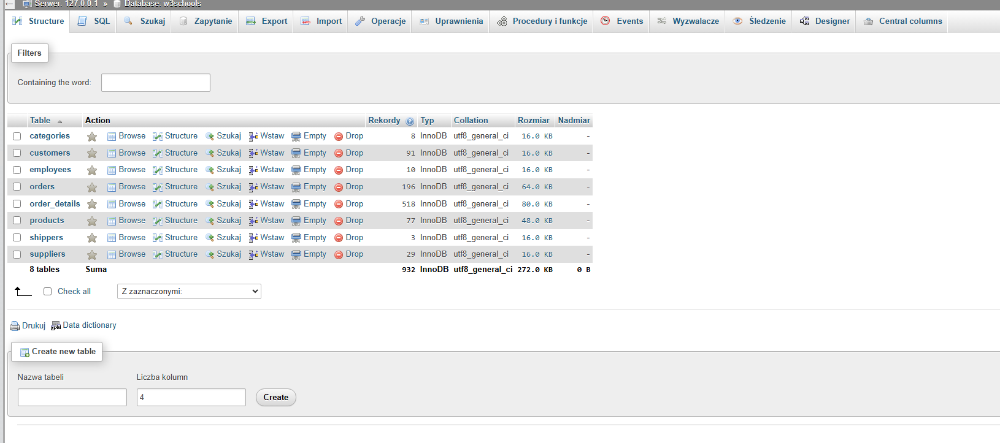 Serwer: 127.0.0.1 » Database: w3schools
Structure SQL Szukaj Zapytanie Export Import Operacje Uprawnienia Procedury i funkcje Events Wyzwalacze Śledzenie Designer Central columns
Filters
Containing the word:
Table Action Rekordy Typ Collation Rozmiar Nadmiar
categories Browse Structure Szukaj Wstaw Empty Drop 8 InnoDB utf8_general_ci 16.0 KB -
customers Browse Structure Szukaj Wstaw Empty Drop 91 InnoDB utf8_general_ci 16.0 KB -
employees Browse Structure Szukaj Wstaw Empty Drop 10 InnoDB utf8_general_ci 16.0 KB -
orders Browse Structure Szukaj Wstaw Empty Drop 196 InnoDB utf8_general_ci 64.0 KB -
order_details Browse Structure Szukaj Wstaw Empty Drop 518 InnoDB utf8_general_ci 80.0 KB -
products Browse Structure Szukaj Wstaw Empty Drop 77 InnoDB utf8_general_ci 48.0 KB -
shippers Browse Structure Szukaj Wstaw Empty Drop 3 InnoDB utf8_general_ci 16.0 KB -
suppliers Browse Structure Szukaj Wstaw Empty Drop 29 InnoDB utf8_general_ci 16.0 KB -
8 tables Suma 932 InnoDB utf8_general_ci 272.0 KB 0 B
Check all Z zaznaczonymi:
Drukuj Data dictionary
Create new table
Nazwa tabeli Liczba kolumn
4 Create